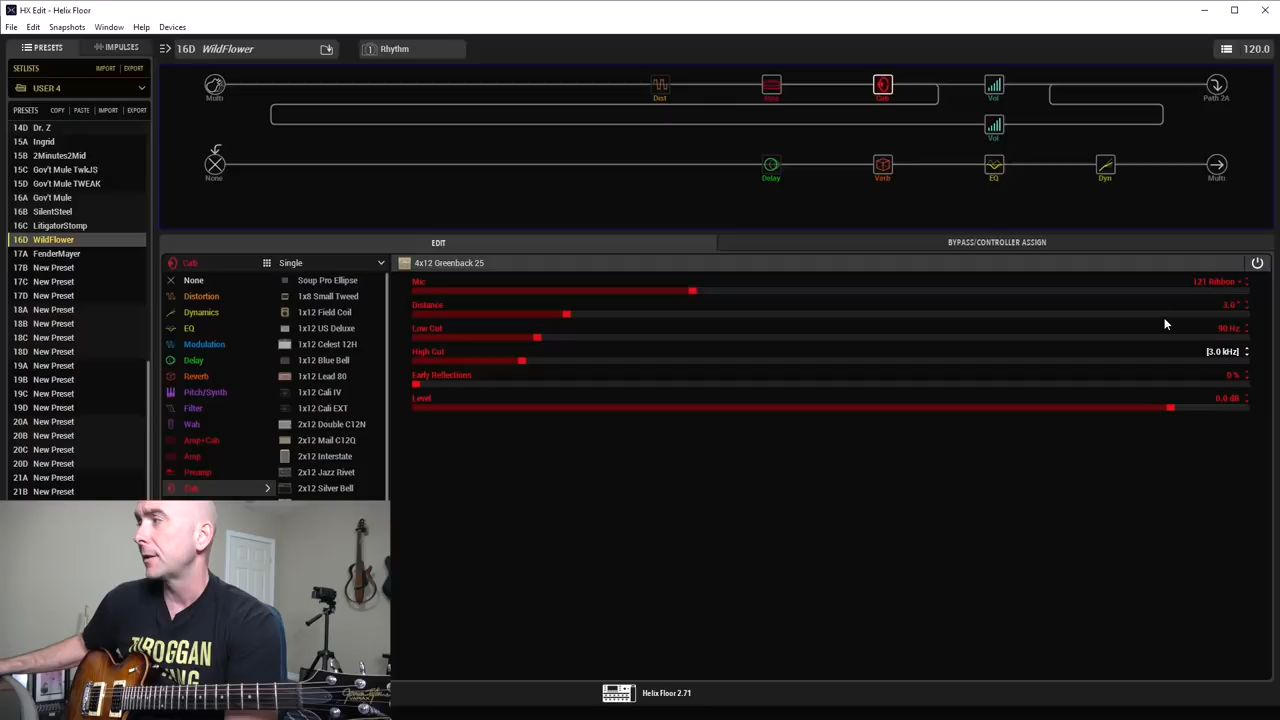 HX Edit - Helix Floor
File Edit Snapshots Window Help Devices
PRESETS IMPULSES
16D WildFlower
1 Rhythm
120.0
SETLISTS IMPORT EXPORT
USER 4
PRESETS COPY PASTE IMPORT EXPORT
14D Dr. Z
15A Ingrid
15B 2Minutes2Mid
15C Gov't Mule TwkJS
15D Gov't Mule TWEAK
16A Gov't Mule
16B SilentSteel
16C LitigatorStomp
16D WildFlower
17A FenderMayer
17B New Preset
17C New Preset
17D New Preset
18A New Preset
18B New Preset
18C New Preset
18D New Preset
19A New Preset
19B New Preset
19C New Preset
19D New Preset
20A New Preset
20B New Preset
20C New Preset
20D New Preset
21A New Preset
21B New Preset
Multi Dist Amp Cab Vol Path 2A
Vol
None Delay Verb EQ Dyn Multi
EDIT BYPASS/CONTROLLER ASSIGN
Cab Single
None
Distortion
Dynamics
EQ
Modulation
Delay
Reverb
Pitch/Synth
Filter
Wah
Amp+Cab
Amp
Preamp
Cab
Soup Pro Ellipse
1x8 Small Tweed
1x12 Field Coil
1x12 US Deluxe
1x12 Celest 12H
1x12 Blue Bell
1x12 Lead 80
1x12 Cali IV
1x12 Cali EXT
2x12 Double C12N
2x12 Mail C12Q
2x12 Interstate
2x12 Jazz Rivet
2x12 Silver Bell
4x12 Greenback 25
Mic 121 Ribbon
Distance 3.0 "
Low Cut 90 Hz
High Cut [3.0 kHz]
Early Reflections 0 %
Level 0.0 dB
Helix Floor 2.71